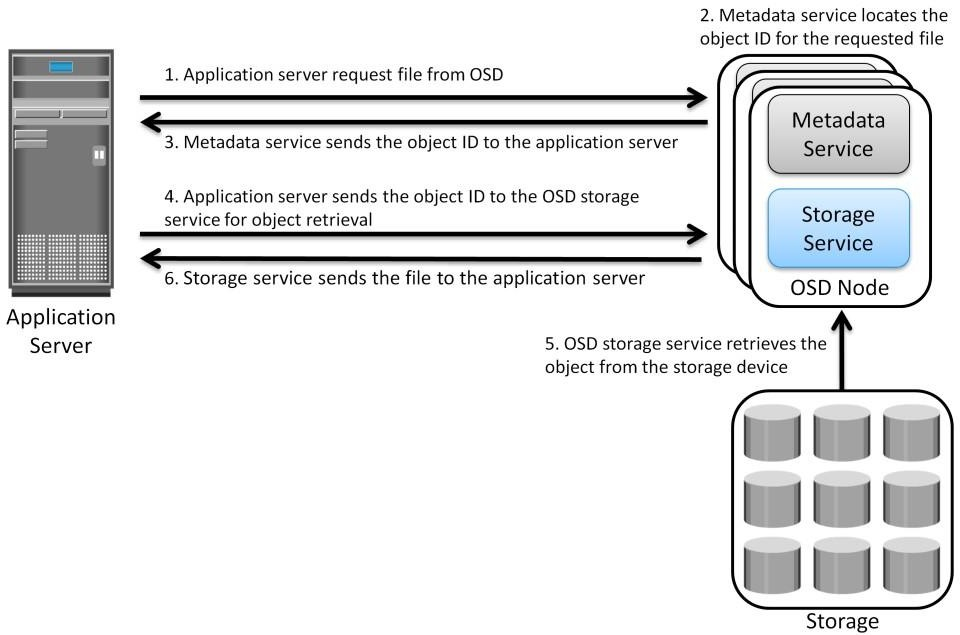 2. Metadata service locates the
object ID for the requested file
1. Application server request file from OSD
3. Metadata service sends the object ID to the application server
4. Application server sends the object ID to the OSD storage
service for object retrieval
6. Storage service sends the file to the application server
Metadata
Service
Storage
Service
OSD Node
Application
Server
5. OSD storage service retrieves the
object from the storage device
Storage